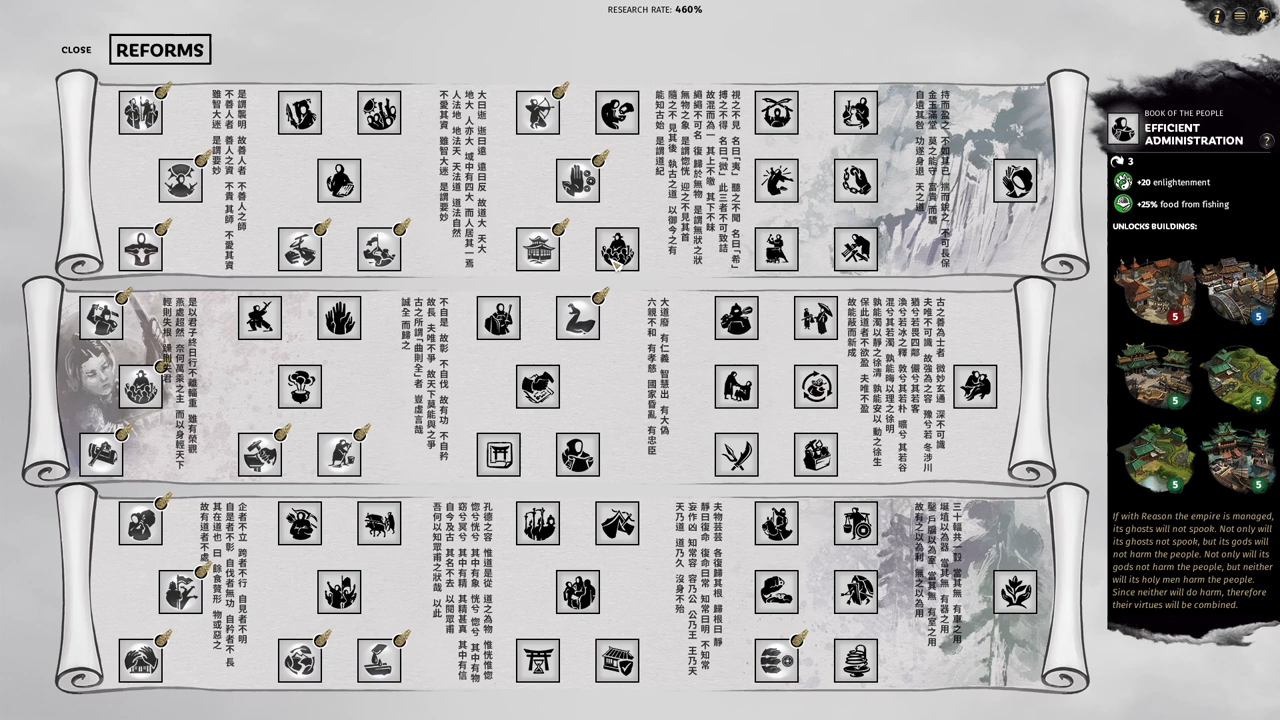 RESEARCH RATE: 460%
CLOSE
REFORMS
是謂襲明 故善人者 不善人之師
不善人者 善人之資 不貴其師 不愛其資
雖智大迷 是謂要妙
大曰逝 逝曰遠 遠曰反 故道大 天大
地大 人亦大 域中有四大 而人居其一焉
人法地 地法天 天法道 道法自然
不愛其資 雖智大迷 是謂要妙
視之不見 名曰「夷」 聽之不聞 名曰「希」
搏之不得 名曰「微」 此三者不可致詰
故混而為一 其上不皦 其下不昧
繩繩不可名 復歸於無物 是謂無狀之狀
無物之象 是謂惚恍 迎之不見其首
隨之不見其後 執古之道 以御今之有
能知古始 是謂道紀
持而盈之 不如其已 揣而銳之 不可長保
金玉滿堂 莫之能守 富貴而驕
自遺其咎 功遂身退 天之道
是以君子終日行不離輜重 雖有榮觀
燕處超然 奈何萬乘之主 而以身輕天下
輕則失根 躁則失君
不自是 故彰 不自伐 故有功 不自矜
故長 夫唯不爭 故天下莫能與之爭
古之所謂「曲則全」者 豈虛言哉
誠全而歸之
大道廢 有仁義 智慧出 有大偽
六親不和 有孝慈 國家昏亂 有忠臣
古之善為士者 微妙玄通 深不可識
夫唯不可識 故強為之容 豫兮若 冬涉川
猶兮若畏四鄰 儼兮其若客
渙兮若冰之釋 敦兮其若朴 曠兮其若谷
混兮其若濁 孰能晦以理之徐明
孰能濁以靜之徐清 孰能安以動之徐生
保此道者不欲盈 夫唯不盈
故能蔽而新成
企者不立 跨者不行 自見者不明
自是者不彰 自伐者無功 自矜者不長
其在道也 曰 餘食贅形 物或惡之
故有道者不處
孔德之容 惟道是從 道之為物 惟恍惟惚
惚兮恍兮 其中有象 恍兮惚兮 其中有物
窈兮冥兮 其中有精 其精甚真 其中有信
自今及古 其名不去 以閱眾甫
吾何以知眾甫之狀哉 以此
夫物芸芸 各復歸其根 歸根曰靜
靜曰復命 復命曰常 知常曰明 不知常
妄作凶 知常容 容乃公 公乃王 王乃天
天乃道 道乃久 沒身不殆
三十輻共一轂 當其無 有車之用
埏埴以為器 當其無 有器之用
鑿戶牖以為室 當其無 有室之用
故有之以為利 無之以為用
BOOK OF THE PEOPLE
EFFICIENT
ADMINISTRATION
?
3
+20 enlightenment
+25% food from fishing
UNLOCKS BUILDINGS:
5
5
5
5
5
5
If with Reason the empire is managed,
its ghosts will not spook. Not only will
its ghosts not spook, but its gods will
not harm the people. Not only will its
gods not harm the people, but neither
will its holy men harm the people.
Since neither will do harm, therefore
their virtues will be combined.